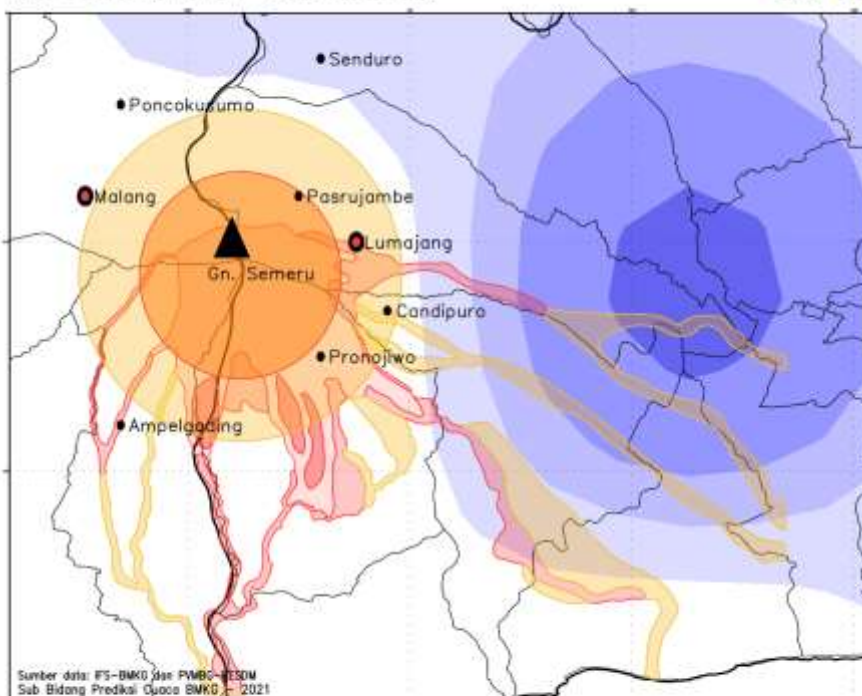 Senduro
Poncokusumo
Malang
Pasrujambe
Lumajang
Gn. Semeru
Candipuro
Pronojiwo
Ampelgading
Sumber data: IFS-BMKG dan PVMBG-ESDM
Sub Bidang Prediksi Cuaca BMKG - 2021